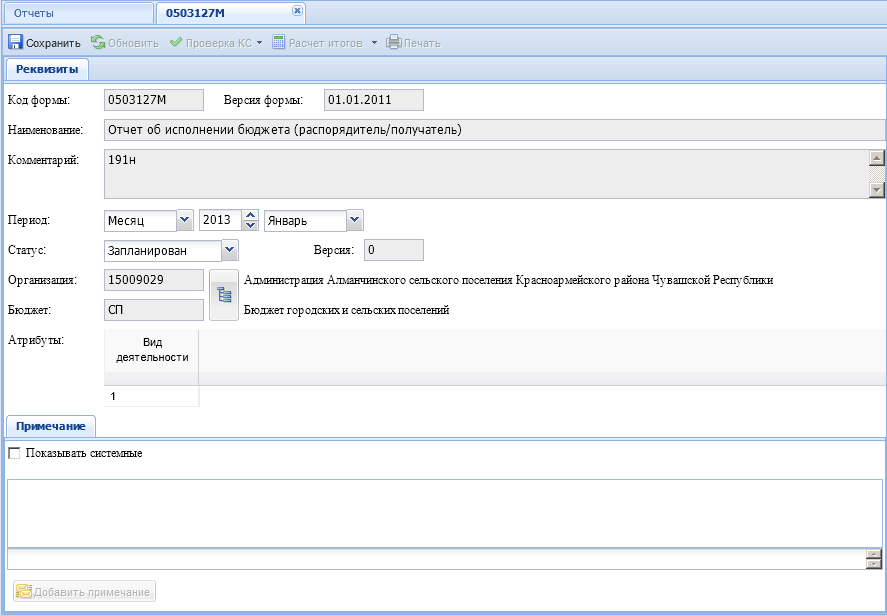 Отчеты 0503127М
Сохранить Обновить Проверка КС Расчет итогов Печать
Реквизиты
Код формы: 0503127М Версия формы: 01.01.2011
Наименование: Отчет об исполнении бюджета (распорядитель/получатель)
Комментарий: 191н
Период: Месяц 2013 Январь
Статус: Запланирован Версия: 0
Организация: 15009029 Администрация Алманчинского сельского поселения Красноармейского района Чувашской Республики
Бюджет: СП Бюджет городских и сельских поселений
Атрибуты: Вид
деятельности
1
Примечание
Показывать системные
Добавить примечание